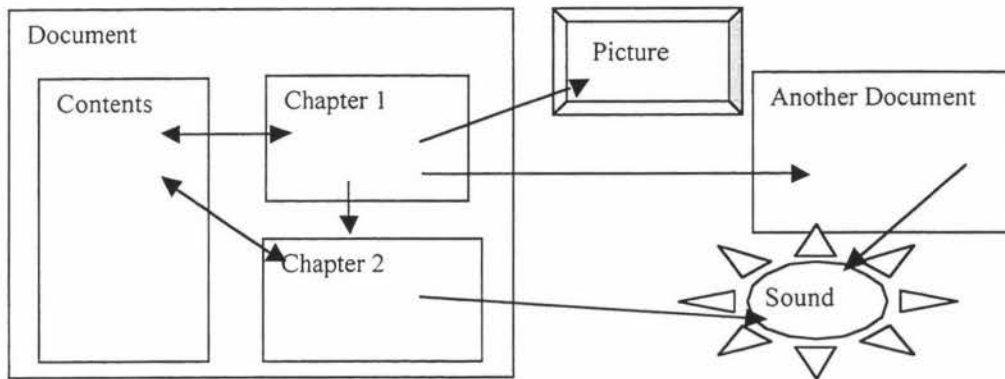 Document
Contents
Chapter 1
Chapter 2
Picture
Another Document
Sound